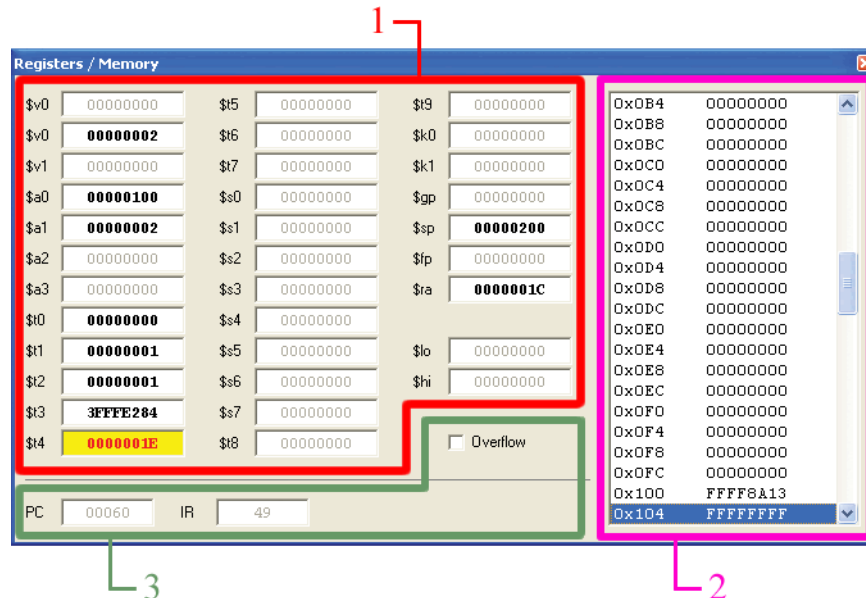 1
Registers / Memory
$v0 00000000 $t5 00000000 $t9 00000000
$v0 00000002 $t6 00000000 $k0 00000000
$v1 00000000 $t7 00000000 $k1 00000000
$a0 00000100 $s0 00000000 $gp 00000000
$a1 00000002 $s1 00000000 $sp 00000200
$a2 00000000 $s2 00000000 $fp 00000000
$a3 00000000 $s3 00000000 $ra 0000001C
$t0 00000000 $s4 00000000
$t1 00000001 $s5 00000000 $lo 00000000
$t2 00000001 $s6 00000000 $hi 00000000
$t3 3FFFE284 $s7 00000000
$t4 0000001E $t8 00000000 Overflow
PC 00060 IR 49
0x0B4 00000000
0x0B8 00000000
0x0BC 00000000
0x0C0 00000000
0x0C4 00000000
0x0C8 00000000
0x0CC 00000000
0x0D0 00000000
0x0D4 00000000
0x0D8 00000000
0x0DC 00000000
0x0E0 00000000
0x0E4 00000000
0x0E8 00000000
0x0EC 00000000
0x0F0 00000000
0x0F4 00000000
0x0F8 00000000
0x0FC 00000000
0x100 FFFF8A13
0x104 FFFFFFFF
3
2